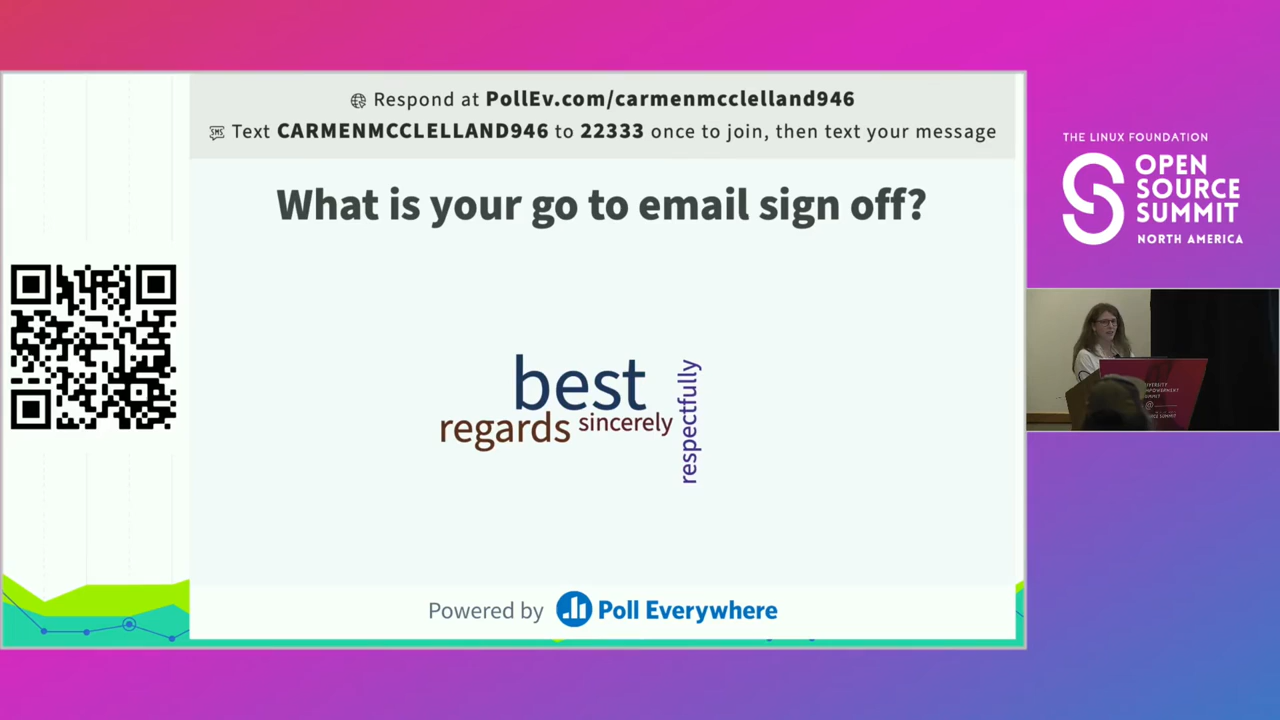 Respond at PollEv.com/carmenmcclelland946
Text CARMENMCCLELLAND946 to 22333 once to join, then text your message
What is your go to email sign off?
best
regards
sincerely
respectfully
Powered by Poll Everywhere
THE LINUX FOUNDATION
OPEN
SOURCE
SUMMIT
NORTH AMERICA